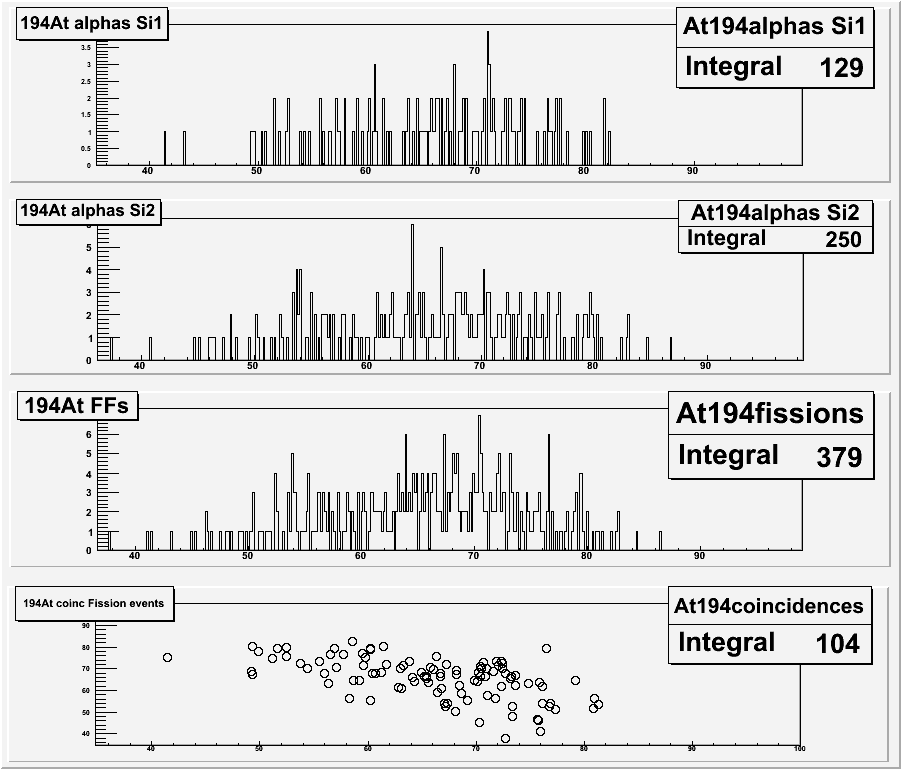 194At alphas Si1
At194alphas Si1
Integral 129
3.5
3
2.5
2
1.5
1
0.5
0
40 50 60 70 80 90
194At alphas Si2
At194alphas Si2
Integral 250
6
5
4
3
2
1
0
40 50 60 70 80 90
194At FFs
At194fissions
Integral 379
6
5
4
3
2
1
0
40 50 60 70 80 90
194At coinc Fission events
At194coincidences
Integral 104
90
80
70
60
50
40
40 50 60 70 80 90 100